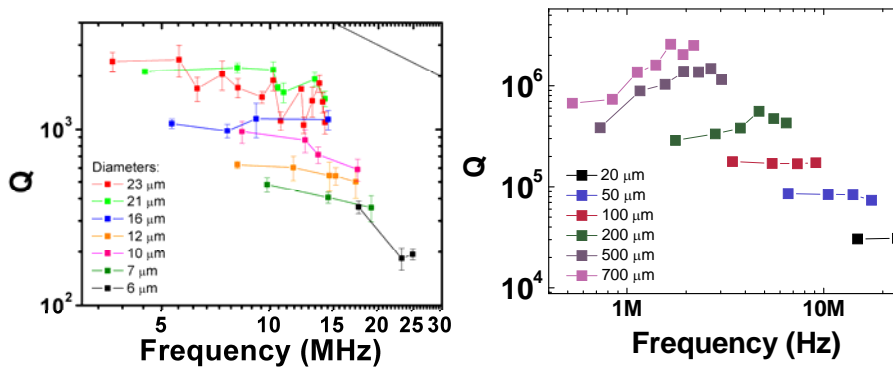 10³
10²
Q
Diameters:
23 μm
21 μm
16 μm
12 μm
10 μm
7 μm
6 μm
5 10 15 20 25 30
Frequency (MHz)
10⁶
10⁵
10⁴
Q
20 μm
50 μm
100 μm
200 μm
500 μm
700 μm
1M 10M
Frequency (Hz)